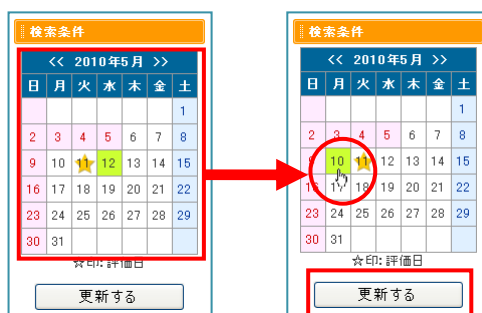 検索条件
<< 2010年5月 >>
日 月 火 水 木 金 土
1
2 3 4 5 6 7 8
9 10 11 12 13 14 15
16 17 18 19 20 21 22
23 24 25 26 27 28 29
30 31
☆印:評価日
更新する
検索条件
<< 2010年5月 >>
日 月 火 水 木 金 土
1
2 3 4 5 6 7 8
10 11 12 13 14 15
16 17 18 19 20 21 22
23 24 25 26 27 28 29
30 31
☆印:評価日
更新する